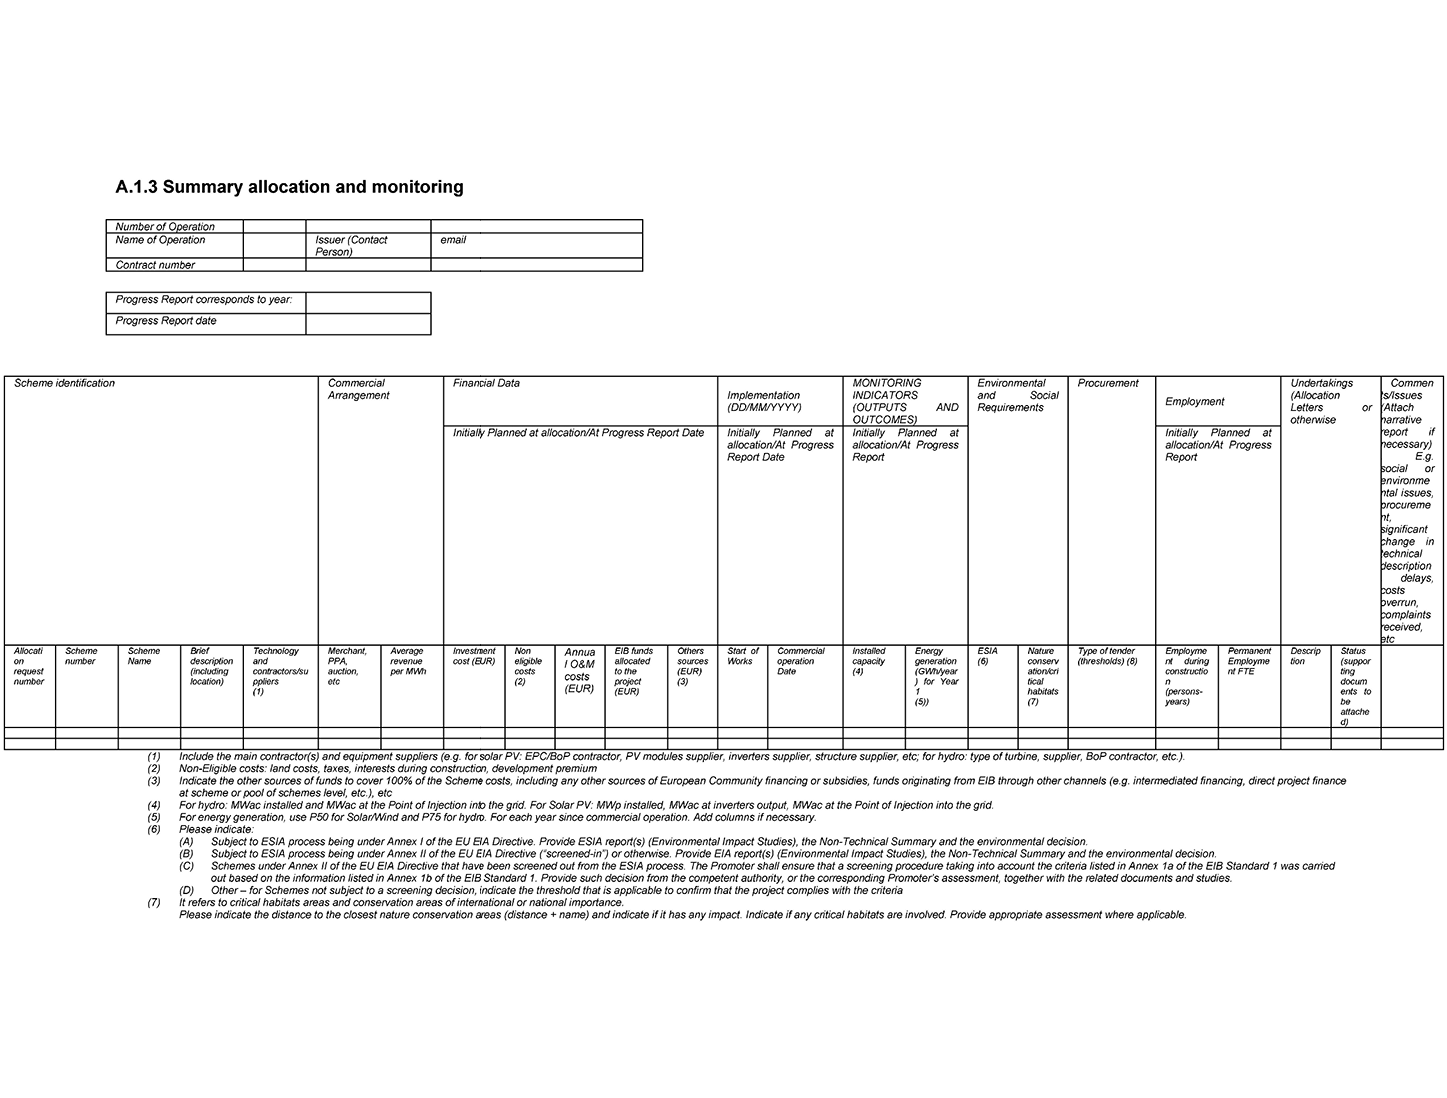 A.1.3 Summary allocation and monitoring
Number of Operation
Name of Operation
Issuer (Contact
Person)
email
Contract number
Progress Report corresponds to year:
Progress Report date
Scheme identification
Commercial
Arrangement
Financial Data
Initially Planned at allocation/At Progress Report Date
Implementation
(DD/MM/YYYY)
Initially Planned at
allocation/At Progress
Report Date
MONITORING
INDICATORS
(OUTPUTS AND
OUTCOMES)
Initially Planned at
allocation/At Progress
Report
Environmental
and Social
Requirements
Procurement
Employment
Initially Planned at
allocation/At Progress
Report
Undertakings
(Allocation
Letters or
otherwise
Commen
ts/Issues
(Attach
narrative
report if
necessary)
E.g.
social or
environme
ntal issues,
procureme
nt,
significant
change in
technical
description
delays,
costs
overrun,
complaints
received,
etc
Allocati
on
request
number
Scheme
number
Scheme
Name
Brief
description
(including
location)
Technology
and
contractors/su
ppliers
(1)
Merchant,
PPA,
auction,
etc
Average
revenue
per MWh
Investment
cost (EUR)
Non
eligible
costs
(2)
Annua
l O&M
costs
(EUR)
EIB funds
allocated
to the
project
(EUR)
Others
sources
(EUR)
(3)
Start of
Works
Commercial
operation
Date
Installed
capacity
(4)
Energy
generation
(GWh/year
) for Year
1
(5))
ESIA
(6)
Nature
conserv
ation/cri
tical
habitats
(7)
Type of tender
(thresholds) (8)
Employme
nt during
constructio
n
(persons-
years)
Permanent
Employme
nt FTE
Descrip
tion
Status
(suppor
ting
docum
ents to
be
attache
d)
(1) Include the main contractor(s) and equipment suppliers (e.g. for solar PV: EPC/BoP contractor, PV modules supplier, inverters supplier, structure supplier, etc; for hydro: type of turbine, supplier, BoP contractor, etc.).
(2) Non-Eligible costs: land costs, taxes, interests during construction, development premium
(3) Indicate the other sources of funds to cover 100% of the Scheme costs, including any other sources of European Community financing or subsidies, funds originating from EIB through other channels (e.g. intermediated financing, direct project finance
at scheme or pool of schemes level, etc.), etc
(4) For hydro: MWac installed and MWac at the Point of Injection into the grid. For Solar PV: MWp installed, MWac at inverters output, MWac at the Point of Injection into the grid.
(5) For energy generation, use P50 for Solar/Wind and P75 for hydro. For each year since commercial operation. Add columns if necessary.
(6) Please indicate:
(A) Subject to ESIA process being under Annex I of the EU EIA Directive. Provide ESIA report(s) (Environmental Impact Studies), the Non-Technical Summary and the environmental decision.
(B) Subject to ESIA process being under Annex II of the EU EIA Directive ("screened-in") or otherwise. Provide EIA report(s) (Environmental Impact Studies), the Non-Technical Summary and the environmental decision.
(C) Schemes under Annex II of the EU EIA Directive that have been screened out from the ESIA process. The Promoter shall ensure that a screening procedure taking into account the criteria listed in Annex 1a of the EIB Standard 1 was carried
out based on the information listed in Annex 1b of the EIB Standard 1. Provide such decision from the competent authority, or the corresponding Promoter's assessment, together with the related documents and studies.
(D) Other – for Schemes not subject to a screening decision, indicate the threshold that is applicable to confirm that the project complies with the criteria
(7) It refers to critical habitats areas and conservation areas of international or national importance.
Please indicate the distance to the closest nature conservation areas (distance + name) and indicate if it has any impact. Indicate if any critical habitats are involved. Provide appropriate assessment where applicable.